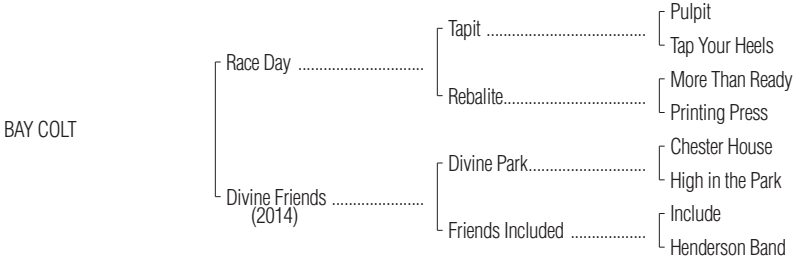 Pulpit
Tapit ....................................
Tap Your Heels
Race Day ............................
More Than Ready
Rebalite................................
Printing Press
BAY COLT
Chester House
Divine Park..........................
High in the Park
Divine Friends .....................
(2014)
Include
Friends Included .................
Henderson Band